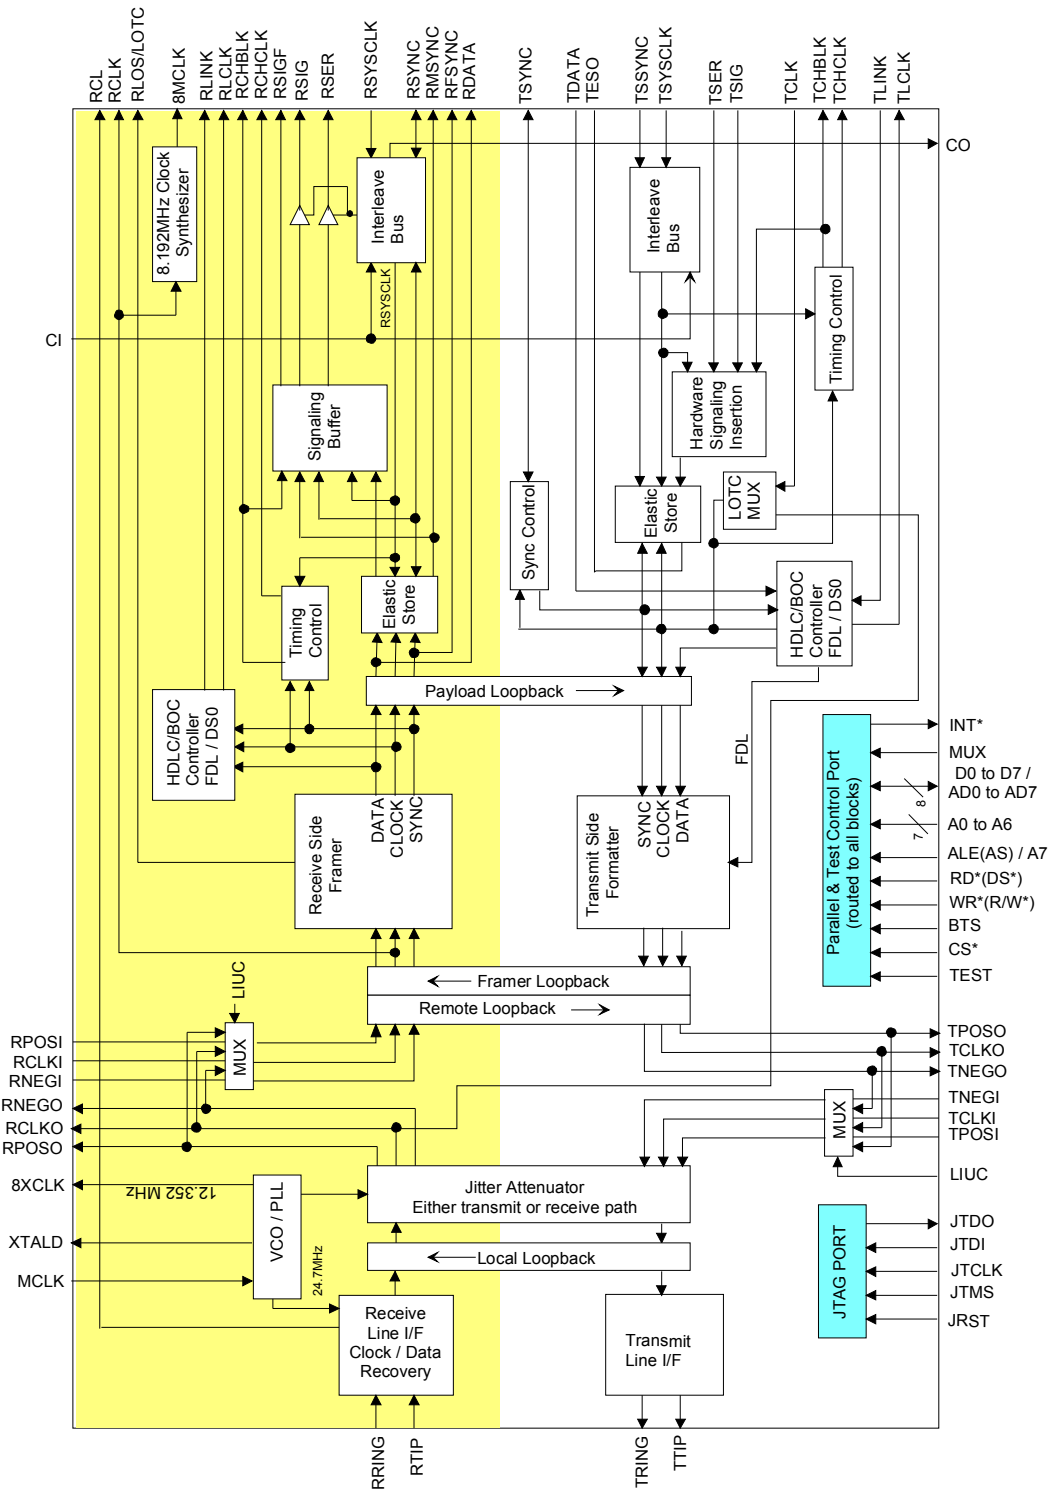 RCL
RCLK
RLOS/LOTC
8MCLK
RLINK
RLCLK
RCHBLK
RCHCLK
RSIGF
RSIG
RSER
RSYSCLK
RSYNC
RMSYNC
RFSYNC
RDATA
TSYNC
TDATA
TESO
TSSYNC
TSYSCLK
TSER
TSIG
TCLK
TCHBLK
TCHCLK
TLINK
TLCLK
CO
8.192MHz Clock
Synthesizer
Interleave
Bus
Interleave
Bus
RSYSCLK
CI
Timing Control
Signaling
Buffer
Hardware
Signaling
Insertion
Sync Control
Elastic
Store
LOTC
MUX
Timing
Control
Elastic
Store
HDLC/BOC
Controller
FDL / DS0
HDLC/BOC
Controller
FDL / DS0
Payload Loopback
FDL
INT*
MUX
D0 to D7 /
AD0 to AD7
8
A0 to A6
7
ALE(AS) / A7
RD*(DS*)
WR*(R/W*)
BTS
CS*
TEST
Parallel & Test Control Port
(routed to all blocks)
Receive Side
Framer
DATA
CLOCK
SYNC
Transmit Side
Formatter
SYNC
CLOCK
DATA
Framer Loopback
Remote Loopback
LIUC
MUX
RPOSI
RCLKI
RNEGI
RNEGO
RCLKO
RPOSO
TPOSO
TCLKO
TNEGO
TNEGI
TCLKI
TPOSI
MUX
LIUC
8XCLK
12.352 MHz
XTALD
MCLK
VCO / PLL
24.7MHz
Jitter Attenuator
Either transmit or receive path
Local Loopback
Receive
Line I/F
Clock / Data
Recovery
Transmit
Line I/F
JTAG PORT
JTDO
JTDI
JTCLK
JTMS
JRST
RRING
RTIP
TRING
TTIP